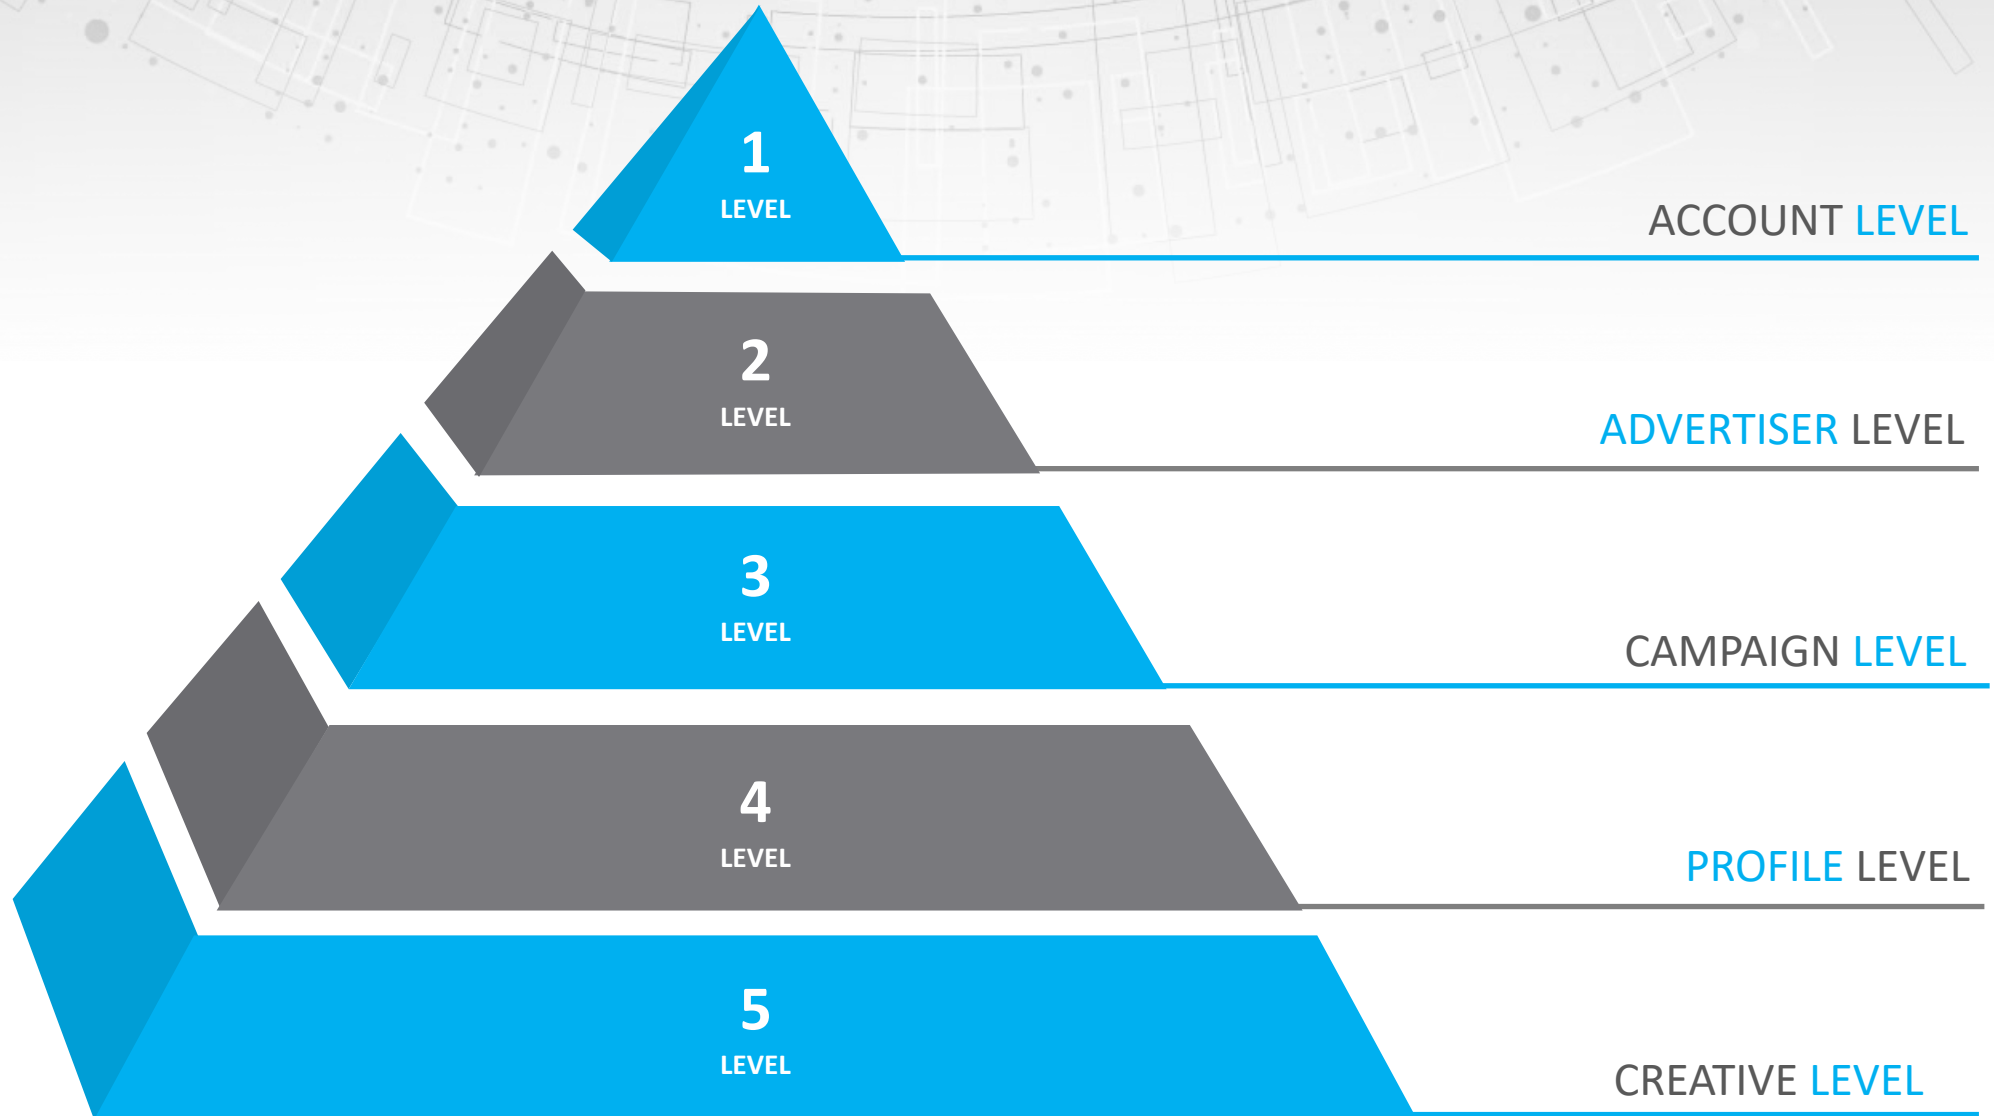 1
LEVEL
ACCOUNT LEVEL
2
LEVEL
ADVERTISER LEVEL
3
LEVEL
CAMPAIGN LEVEL
4
LEVEL
PROFILE LEVEL
5
LEVEL
CREATIVE LEVEL